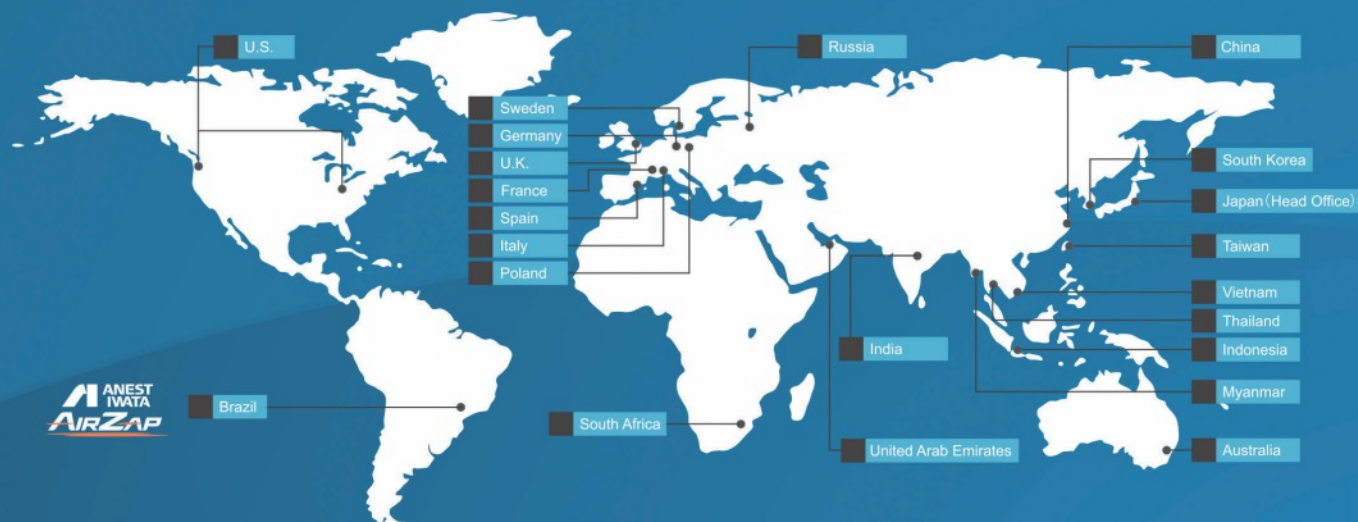 U.S.
Russia
China
Sweden
Germany
U.K.
France
Spain
Italy
Poland
South Korea
Japan（Head Office）
Taiwan
Vietnam
Thailand
Indonesia
Myanmar
India
Brazil
South Africa
United Arab Emirates
Australia
ANEST
IWATA
AIRZAP